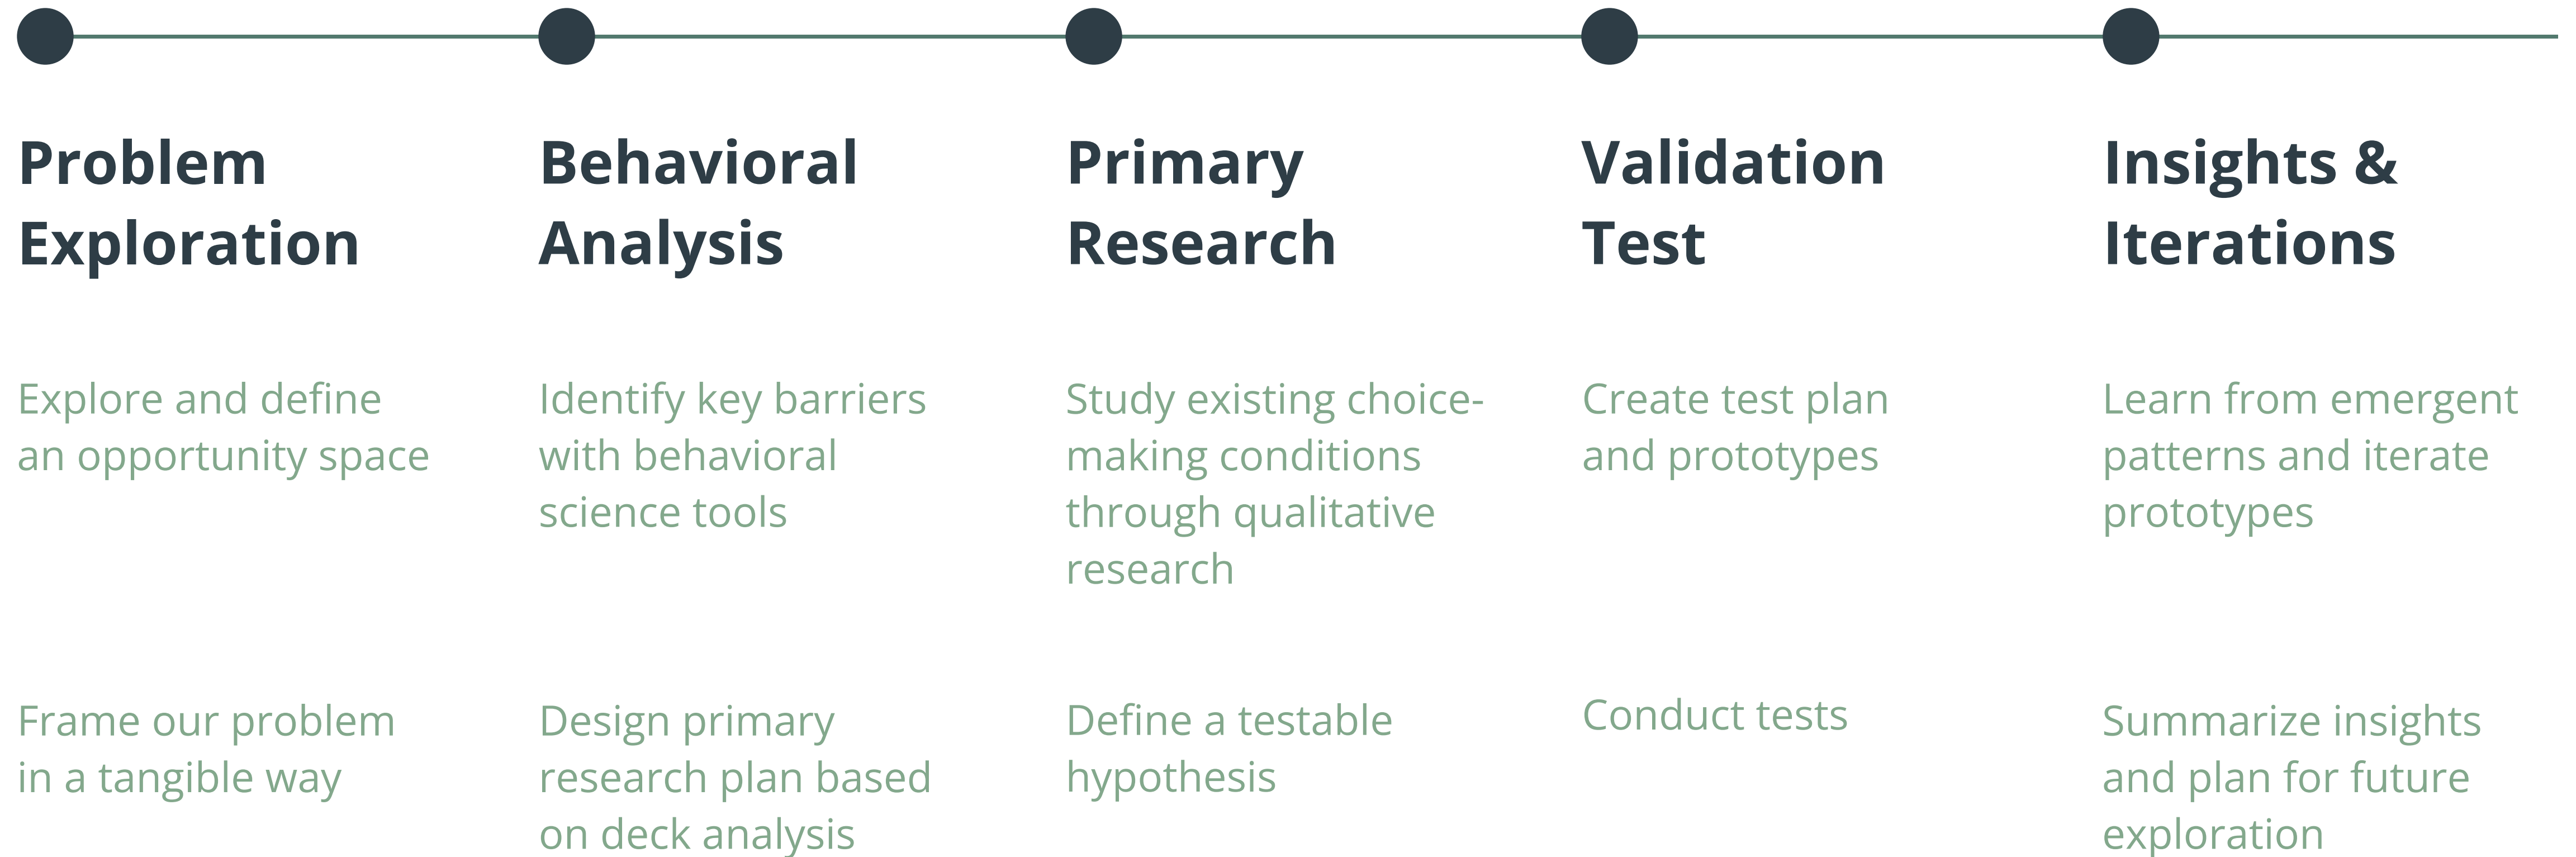 Problem
Exploration
Explore and define
an opportunity space
Frame our problem
in a tangible way
Behavioral
Analysis
Identify key barriers
with behavioral
science tools
Design primary
research plan based
on deck analysis
Primary
Research
Study existing choice-
making conditions
through qualitative
research
Define a testable
hypothesis
Validation
Test
Create test plan
and prototypes
Conduct tests
Insights &
Iterations
Learn from emergent
patterns and iterate
prototypes
Summarize insights
and plan for future
exploration